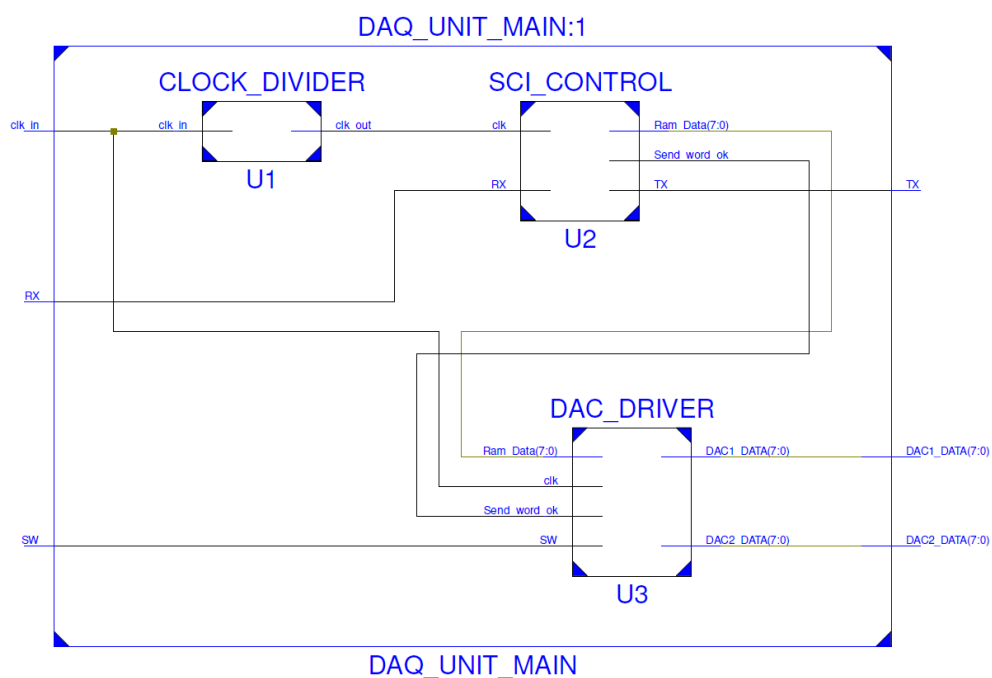 DAQ_UNIT_MAIN:1
CLOCK_DIVIDER
SCI_CONTROL
clk_in
clk_in
clk_out
clk
Ram_Data(7:0)
Send_word_ok
RX
TX
TX
U1
U2
RX
DAC_DRIVER
Ram_Data(7:0)
DAC1_DATA(7:0)
DAC1_DATA(7:0)
clk
Send_word_ok
SW
SW
DAC2_DATA(7:0)
DAC2_DATA(7:0)
U3
DAQ_UNIT_MAIN